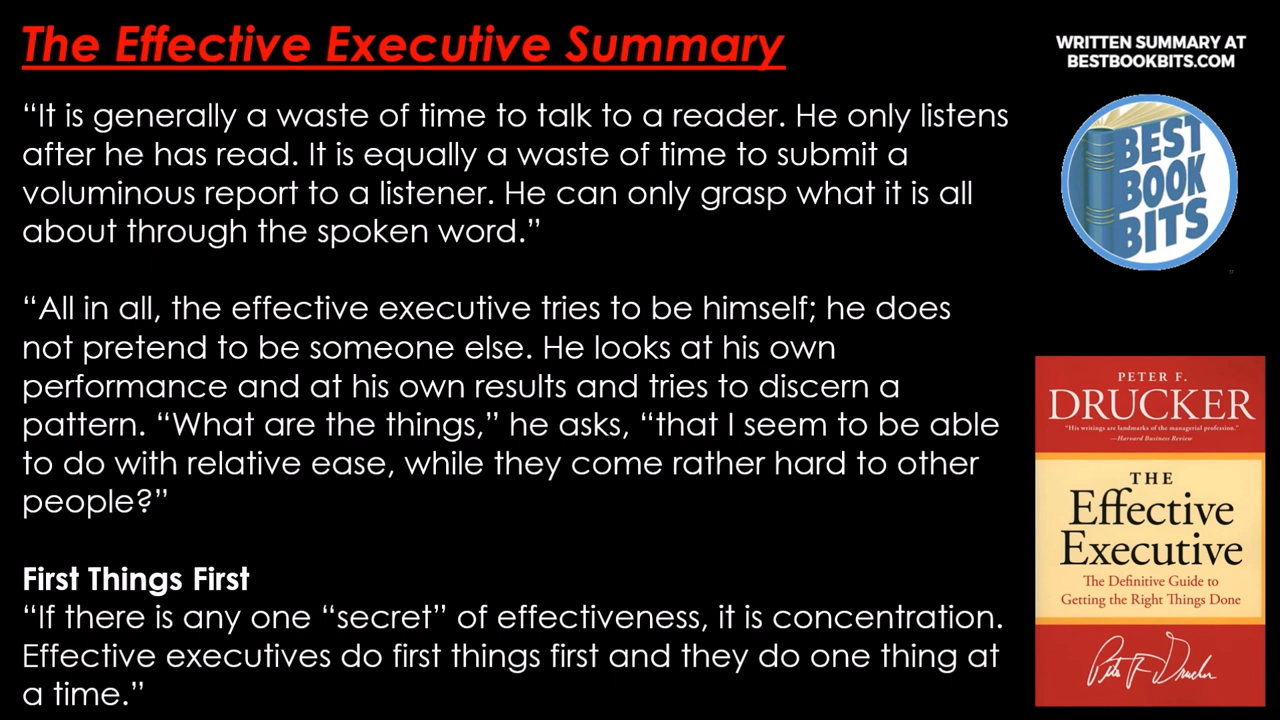 The Effective Executive Summary
“It is generally a waste of time to talk to a reader. He only listens
after he has read. It is equally a waste of time to submit a
voluminous report to a listener. He can only grasp what it is all
about through the spoken word.”
“All in all, the effective executive tries to be himself; he does
not pretend to be someone else. He looks at his own
performance and at his own results and tries to discern a
pattern. “What are the things,” he asks, “that I seem to be able
to do with relative ease, while they come rather hard to other
people?”
First Things First
“If there is any one “secret” of effectiveness, it is concentration.
Effective executives do first things first and they do one thing at
a time.”
WRITTEN SUMMARY AT
BESTBOOKBITS.COM
BEST
BOOK
BITS
PETER F.
DRUCKER
"His writings are landmarks of the managerial profession."
—Harvard Business Review
THE
Effective
Executive
The Definitive Guide to
Getting the Right Things Done
Peter F. Drucker